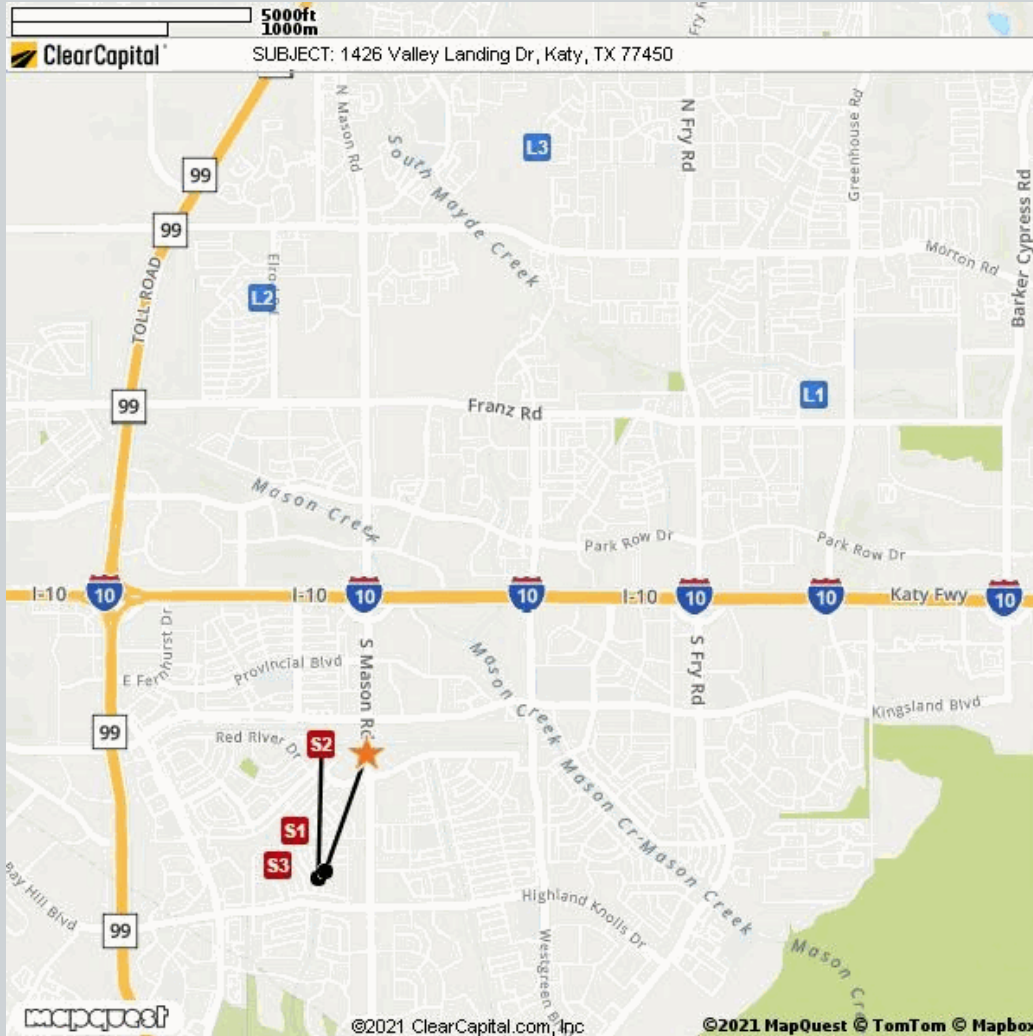 5000ft
1000m
ClearCapital
SUBJECT: 1426 Valley Landing Dr, Katy, TX 77450
Fry
N Mason Rd
South Mayde Creek
L3
N Fry Rd
Greenhouse Rd
Barker Cypress Rd
99
99
Morton Rd
TOLL ROAD
L2
99
Franz Rd
L1
Mason Creek
Park Row Dr
Park Row Dr
I-10
10
I-10
10
10
I-10
10
10
Katy Fwy
10
E Fernhurst Dr
Provincial Blvd
S Mason Rd
Mason Creek
S Fry Rd
Kingsland Blvd
99
Red River Dr
S2
Mason Cr
Mason Creek
S1
S3
Bay Hill Blvd
Highland Knolls Dr
99
Westgreen
Mason
mapquest
©2021 ClearCapital.com, Inc
©2021 MapQuest © TomTom © Mapbo